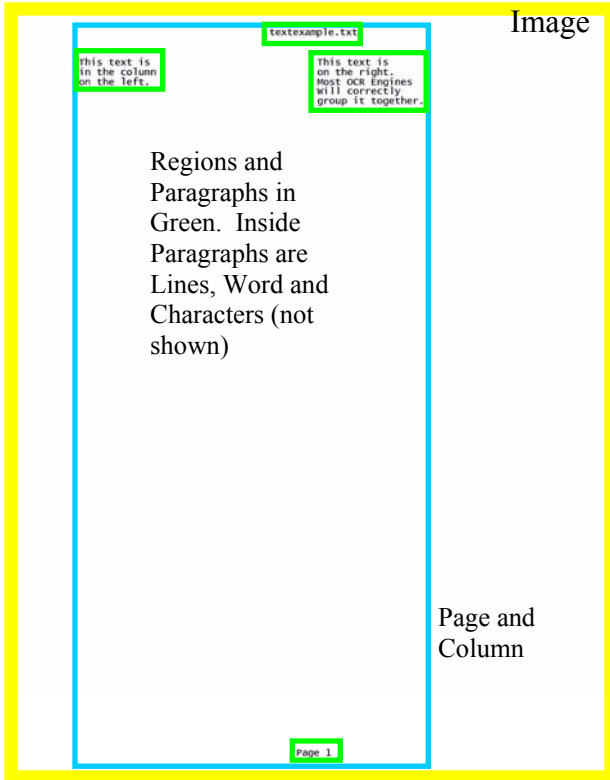 Image
textexample.txt
This text is
in the column
on the left.
This text is
on the right.
Most OCR Engines
will correctly
group it together.
Regions and
Paragraphs in
Green. Inside
Paragraphs are
Lines, Word and
Characters (not
shown)
Page and
Column
Page 1